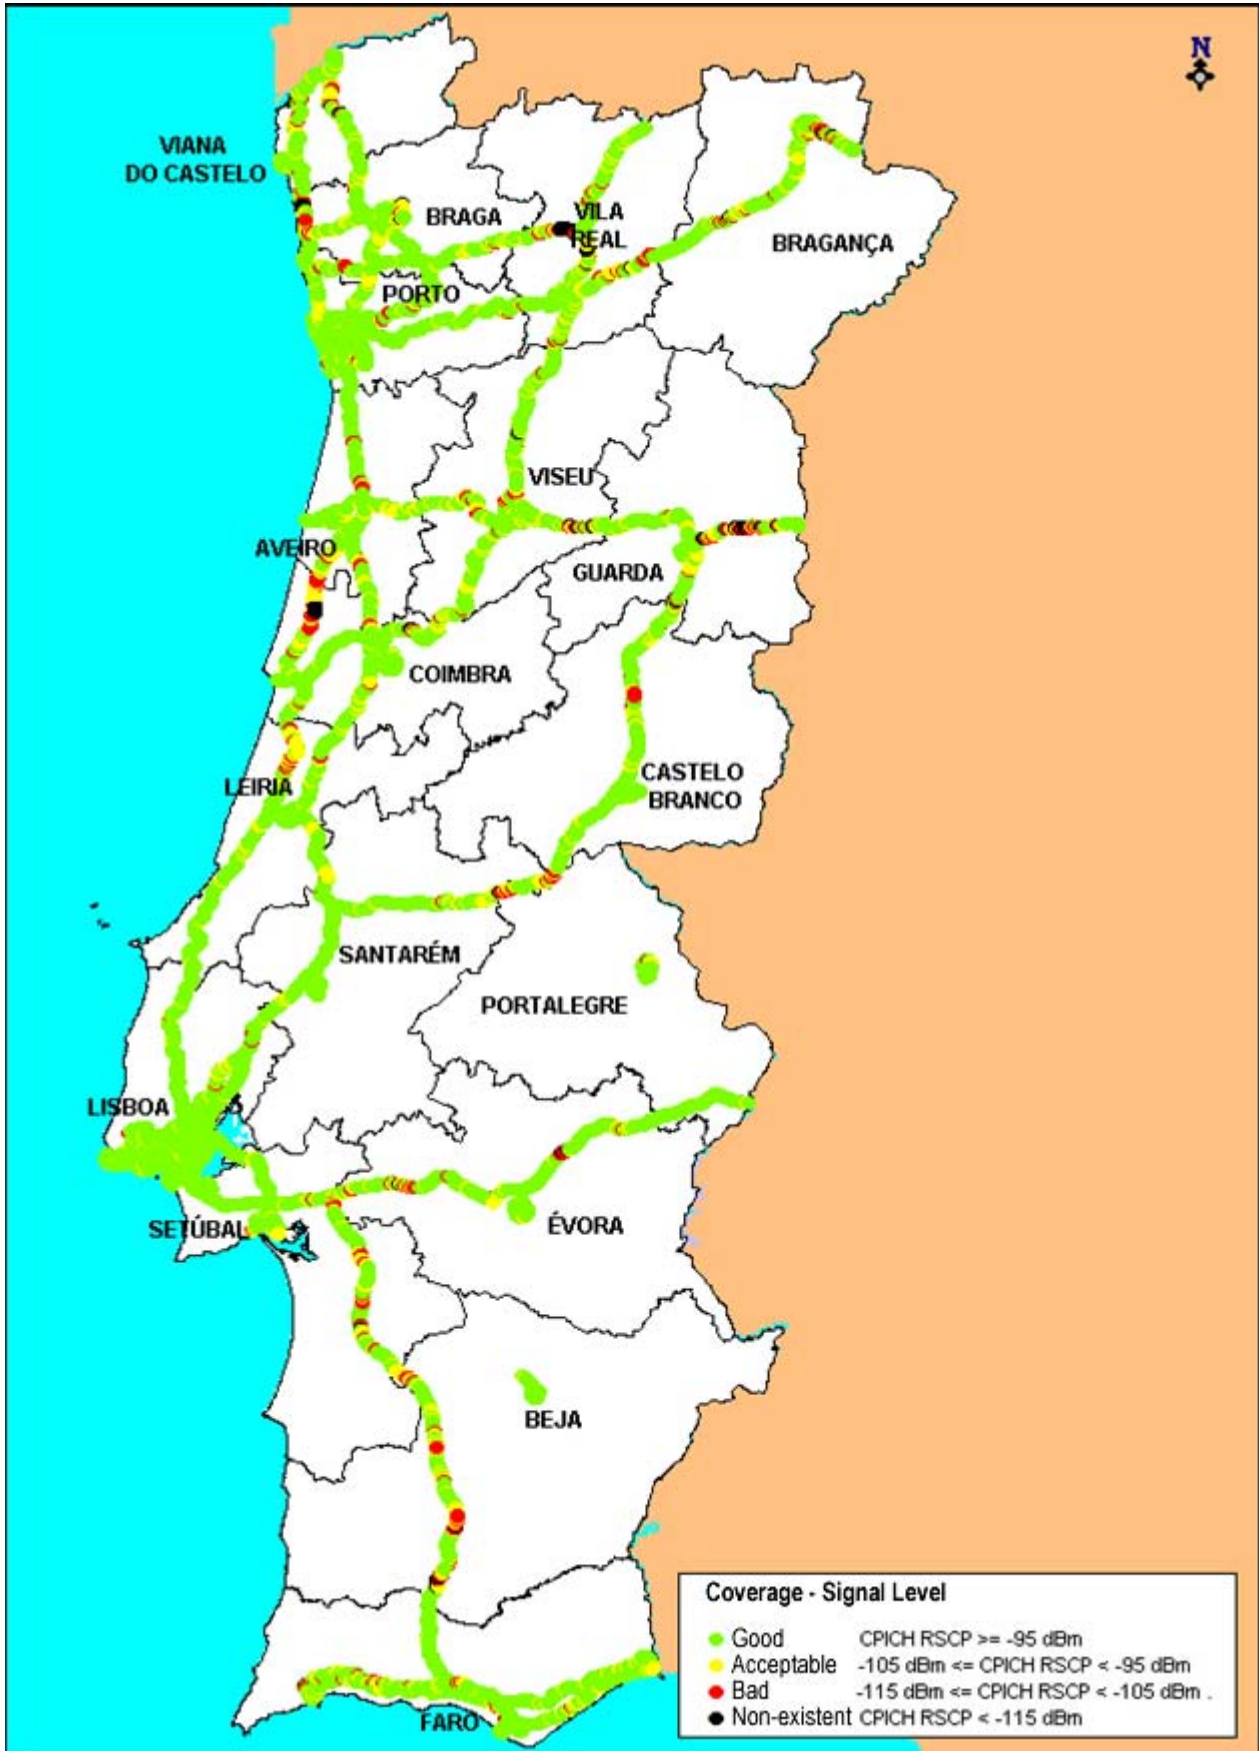 N
VIANA
DO CASTELO
BRAGA
VILA
REAL
BRAGANÇA
PORTO
VISEU
AVEIRO
GUARDA
COIMBRA
LEIRIA
CASTELO
BRANCO
SANTARÉM
PORTALEGRE
LISBOA
SETÚBAL
ÉVORA
BEJA
FARO
Coverage - Signal Level
Good CPICH RSCP >= -95 dBm
Acceptable -105 dBm <= CPICH RSCP < -95 dBm
Bad -115 dBm <= CPICH RSCP < -105 dBm .
Non-existent CPICH RSCP < -115 dBm